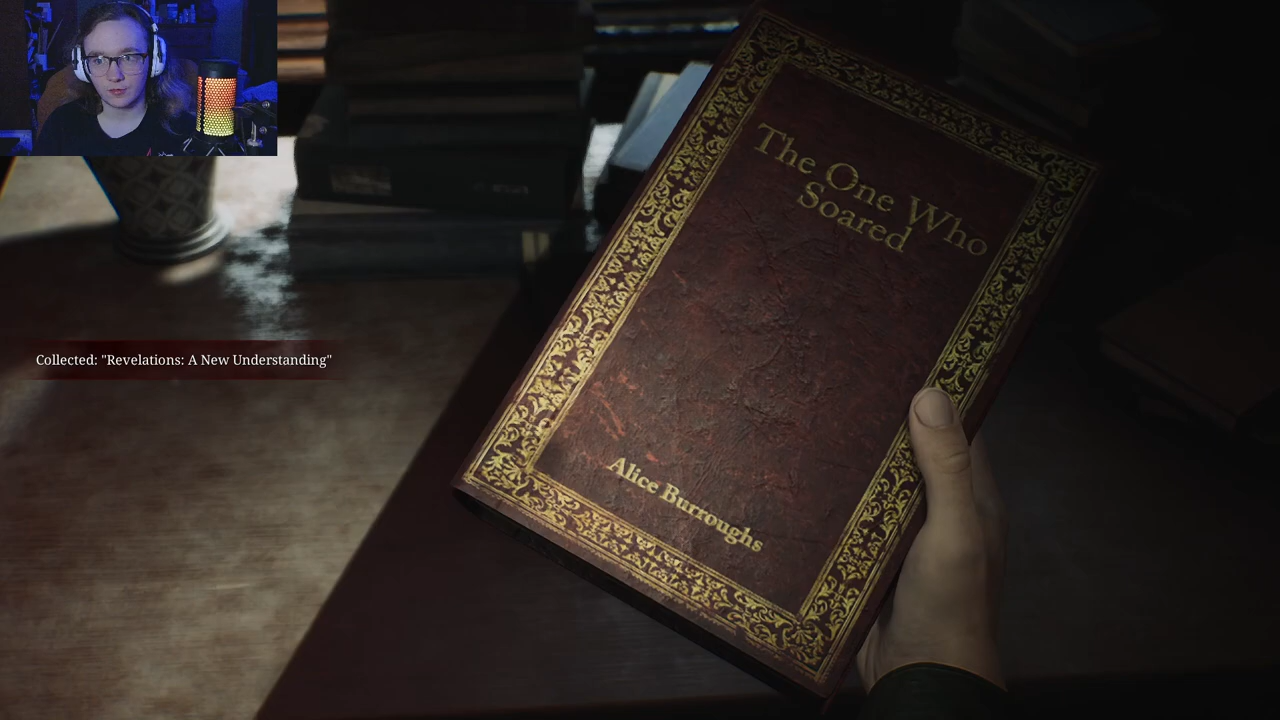 The One Who
Soared
Collected: "Revelations: A New Understanding"
Alice Burroughs